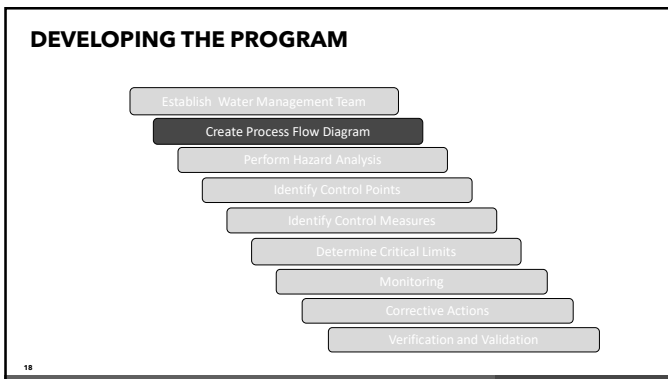 DEVELOPING THE PROGRAM
Establish Water Management Team
Create Process Flow Diagram
Perform Hazard Analysis
Identify Control Points
Identify Control Measures
Determine Critical Limits
Monitoring
Corrective Actions
Verification and Validation
18